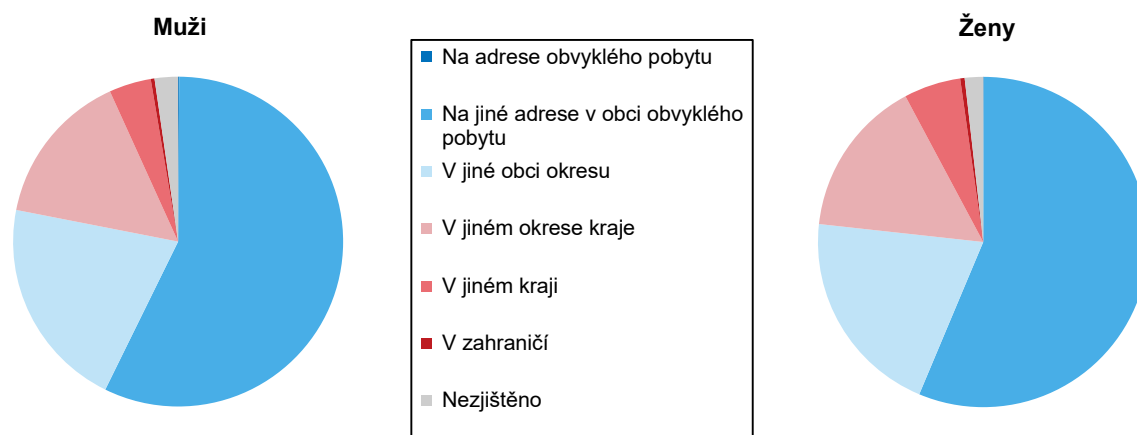 Muži
Ženy
Na adrese obvyklého pobytu
Na jiné adrese v obci obvyklého
pobytu
V jiné obci okresu
V jiném okrese kraje
V jiném kraji
V zahraničí
Nezjištěno